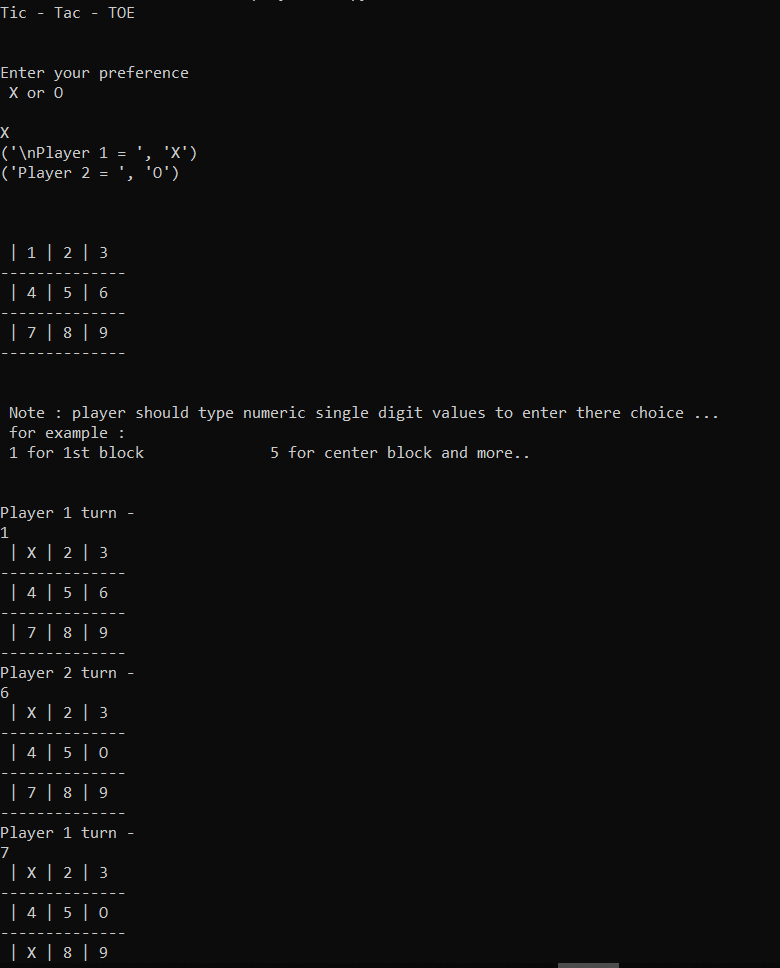 Tic - Tac - TOE
Enter your preference
X or O
X
('\nPlayer 1 = ', 'X')
('Player 2 = ', 'O')
| 1 | 2 | 3
--------------
| 4 | 5 | 6
--------------
| 7 | 8 | 9
--------------
Note : player should type numeric single digit values to enter there choice ...
for example :
1 for 1st block              5 for center block and more..
Player 1 turn -
1
| X | 2 | 3
--------------
| 4 | 5 | 6
--------------
| 7 | 8 | 9
--------------
Player 2 turn -
6
| X | 2 | 3
--------------
| 4 | 5 | O
--------------
| 7 | 8 | 9
--------------
Player 1 turn -
7
| X | 2 | 3
--------------
| 4 | 5 | O
--------------
| X | 8 | 9